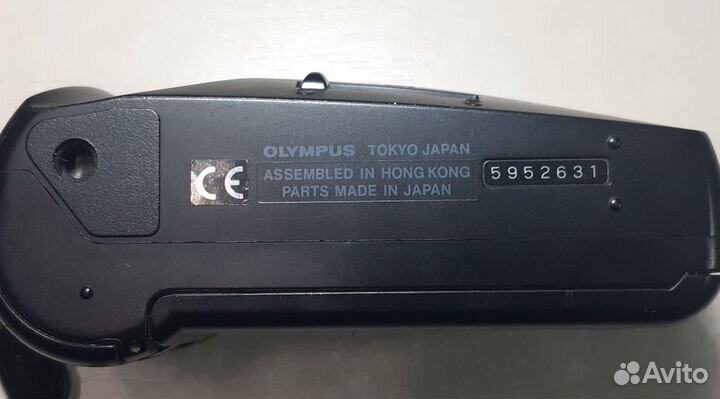 OLYMPUS TOKYO JAPAN
CE
ASSEMBLED IN HONG KONG
PARTS MADE IN JAPAN
5952631
Avito